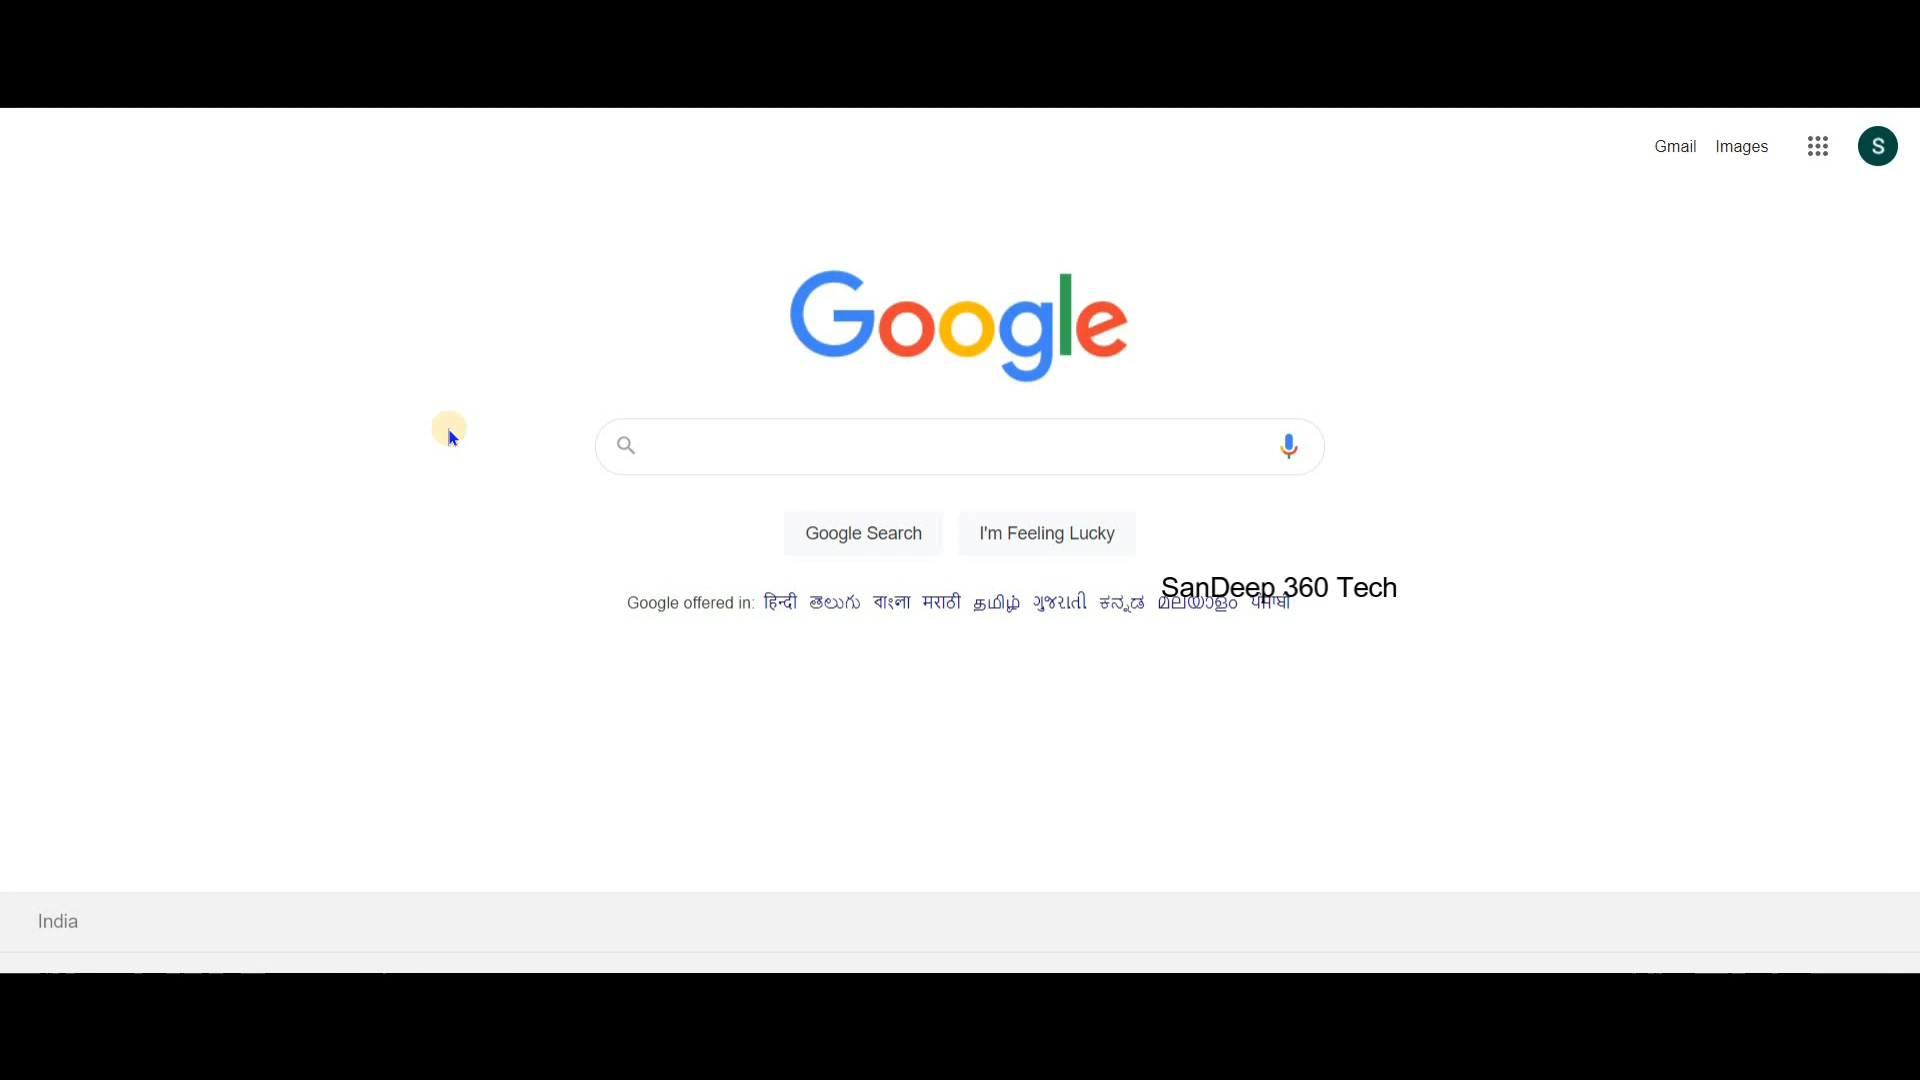 Gmail Images S
Google
Google Search I'm Feeling Lucky
SanDeep 360 Tech
Google offered in: हिन्दी తెలుగు বাংলা मराठी தமிழ் ગુજરાતી ಕನ್ನಡ മലയാളം ਪੰਜਾਬੀ
India